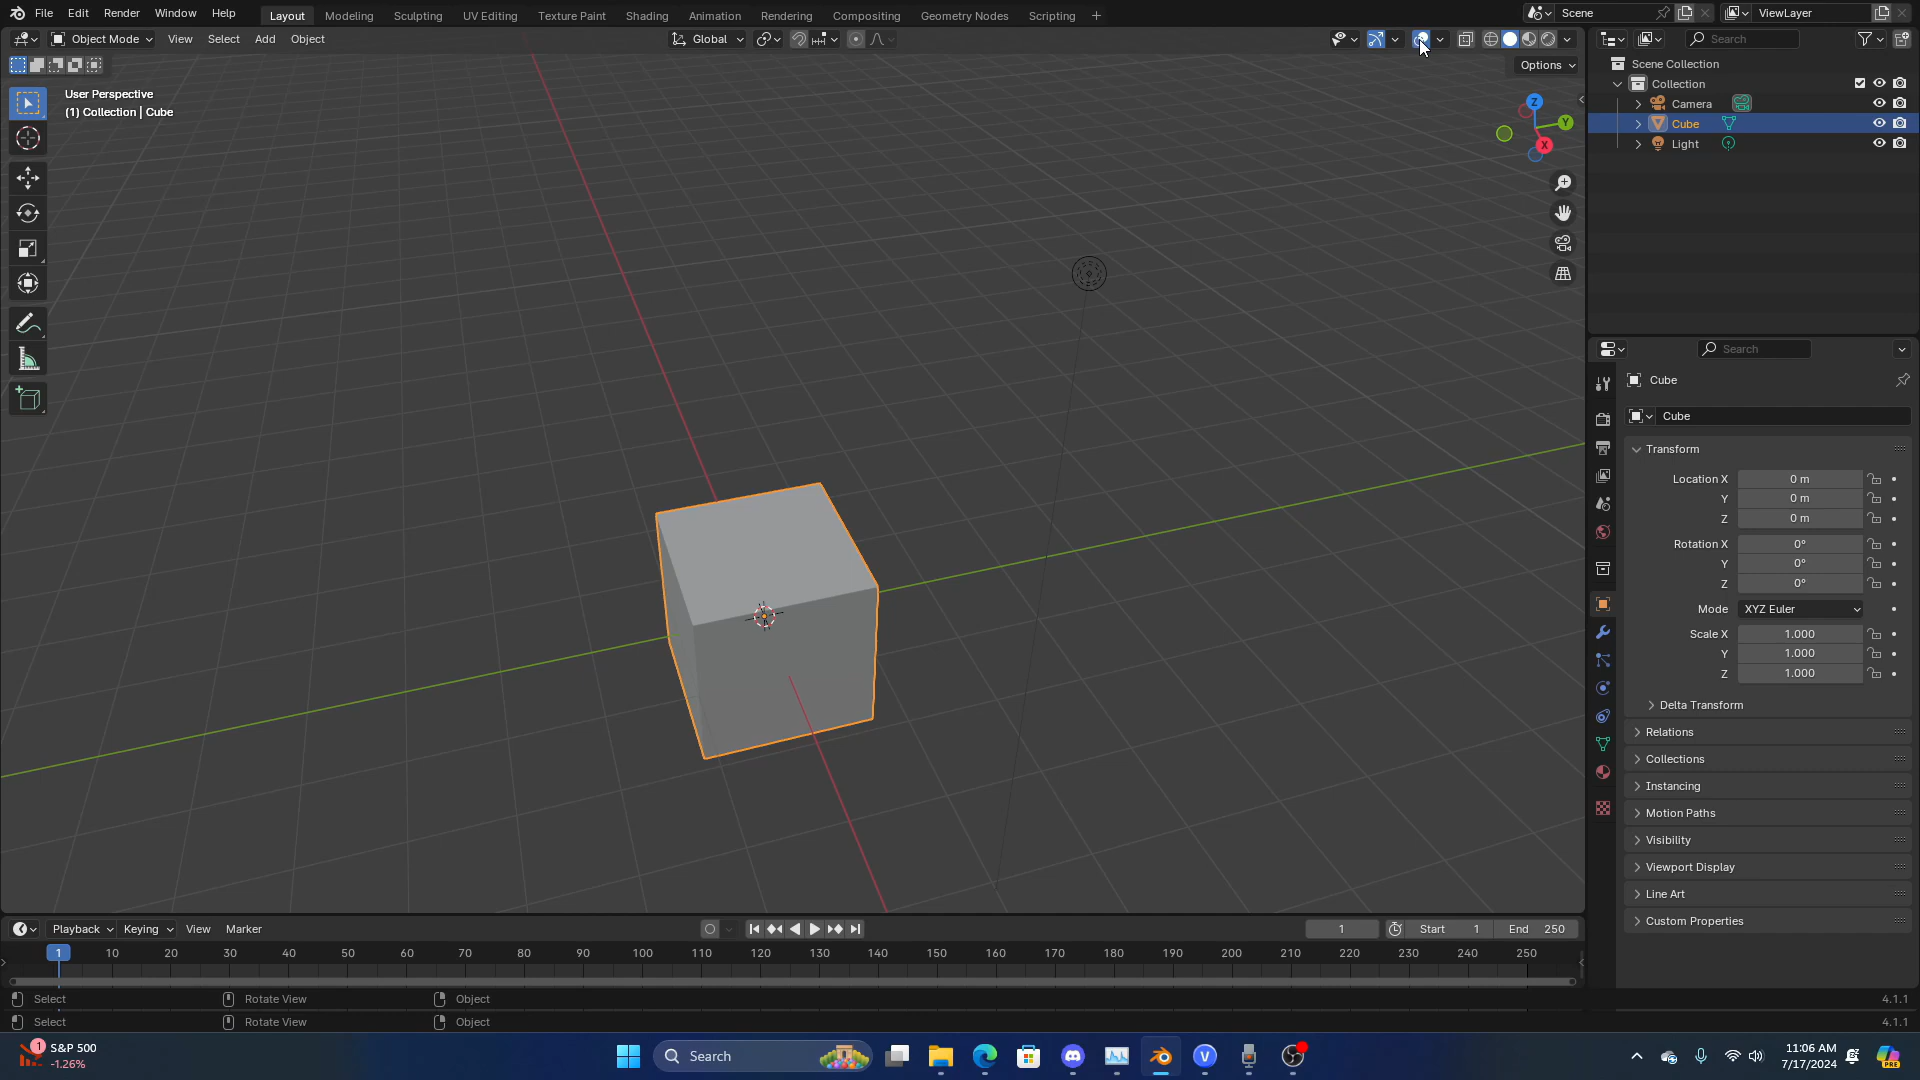 File Edit Render Window Help Layout Modeling Sculpting UV Editing Texture Paint Shading Animation Rendering Compositing Geometry Nodes Scripting + Scene ViewLayer
Object Mode View Select Add Object Global Search
Options
User Perspective
(1) Collection | Cube
Z
Y
X
Scene Collection
Collection
Camera
Cube
Light
Search
Cube
Cube
Transform
Location X 0 m
Y 0 m
Z 0 m
Rotation X 0°
Y 0°
Z 0°
Mode XYZ Euler
Scale X 1.000
Y 1.000
Z 1.000
Delta Transform
Relations
Collections
Instancing
Motion Paths
Visibility
Viewport Display
Line Art
Custom Properties
Playback Keying View Marker 1 Start 1 End 250
1 10 20 30 40 50 60 70 80 90 100 110 120 130 140 150 160 170 180 190 200 210 220 230 240 250
Select Rotate View Object 4.1.1
Select Rotate View Object 4.1.1
1 S&P 500
-1.26%
Search
V
11:06 AM
7/17/2024
PRE